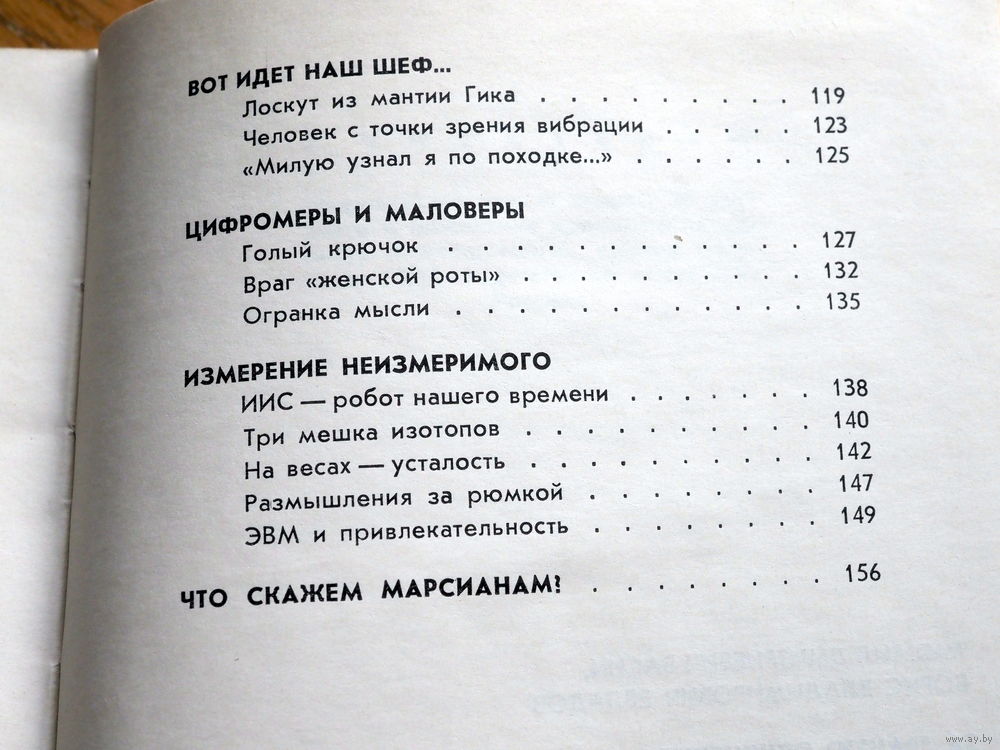 ВОТ ИДЕТ НАШ ШЕФ...
Лоскут из мантии Гика . . . . . . . . . 119
Человек с точки зрения вибрации . . . . . 123
«Милую узнал я по походке...» . . . . . . 125
ЦИФРОМЕРЫ И МАЛОВЕРЫ
Голый крючок . . . . . . . . . . . . . 127
Враг «женской роты» . . . . . . . . . . 132
Огранка мысли . . . . . . . . . . . . 135
ИЗМЕРЕНИЕ НЕИЗМЕРИМОГО
ИИС — робот нашего времени . . . . . . . 138
Три мешка изотопов . . . . . . . . . . 140
На весах — усталость . . . . . . . . . . 142
Размышления за рюмкой . . . . . . . . 147
ЭВМ и привлекательность . . . . . . . . 149
ЧТО СКАЖЕМ МАРСИАНАМ? . . . . . . . . 156
www.ay.by